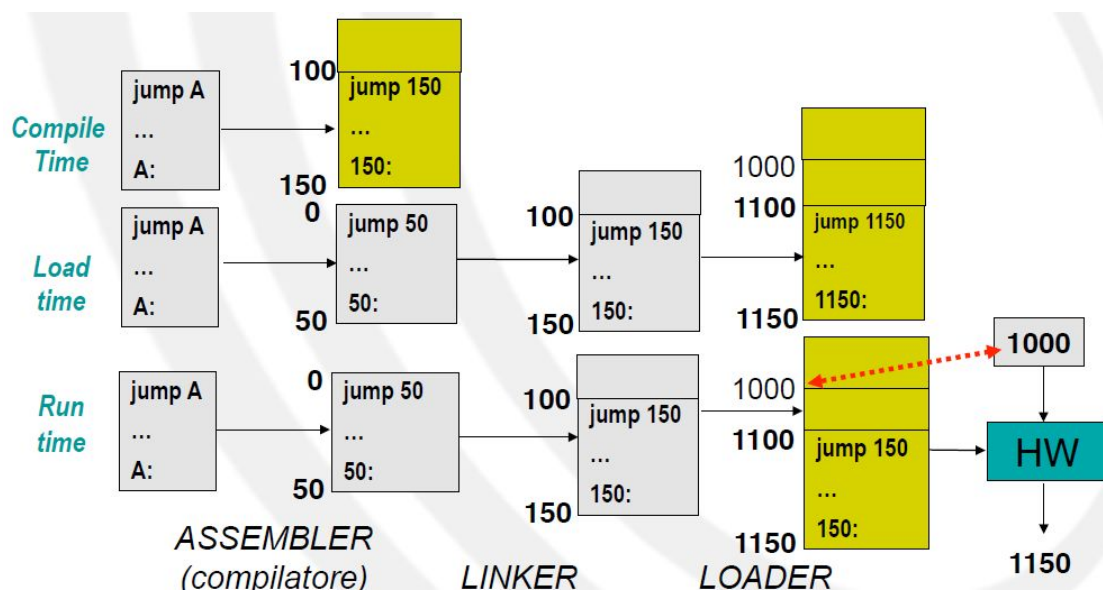 Compile
Time
jump A
...
A:
100
jump 150
...
150:
150
Load
time
jump A
...
A:
0
jump 50
...
50:
50
100
jump 150
...
150:
150
1000
1100
jump 1150
...
1150:
1150
Run
time
jump A
...
A:
0
jump 50
...
50:
50
100
jump 150
...
150:
150
1000
1100
jump 150
...
150:
1150
1000
HW
1150
ASSEMBLER
(compilatore)
LINKER
LOADER